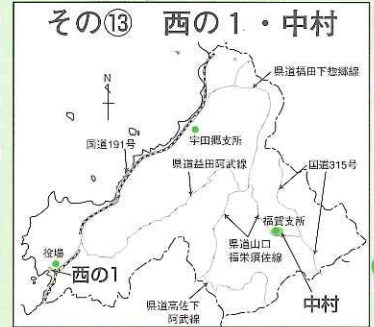 その⑬ 西の1・中村
N
県道福田下惣郷線
宇田郷支所
国道191号
県道益田阿武線
国道315号
福賀支所
役場
県道山口
福栄須佐線
西の1
中村
県道高佐下
阿武線